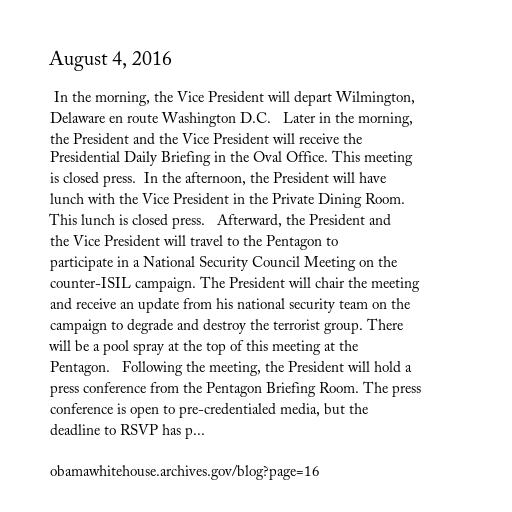 August 4, 2016
In the morning, the Vice President will depart Wilmington,
Delaware en route Washington D.C.   Later in the morning,
the President and the Vice President will receive the
Presidential Daily Briefing in the Oval Office. This meeting
is closed press.  In the afternoon, the President will have
lunch with the Vice President in the Private Dining Room.
This lunch is closed press.   Afterward, the President and
the Vice President will travel to the Pentagon to
participate in a National Security Council Meeting on the
counter-ISIL campaign. The President will chair the meeting
and receive an update from his national security team on the
campaign to degrade and destroy the terrorist group. There
will be a pool spray at the top of this meeting at the
Pentagon.   Following the meeting, the President will hold a
press conference from the Pentagon Briefing Room. The press
conference is open to pre-credentialed media, but the
deadline to RSVP has p...
obamawhitehouse.archives.gov/blog?page=16